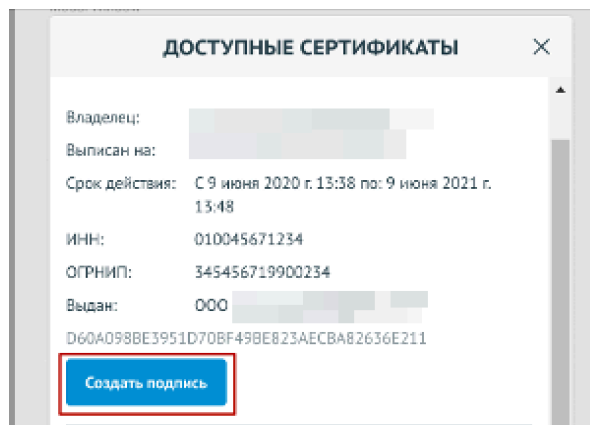 ДОСТУПНЫЕ СЕРТИФИКАТЫ
Владелец:
Выписан на:
Срок действия: С 9 июня 2020 г. 13:38 по: 9 июня 2021 г.
13:48
ИНН: 010045671234
ОГРНИП: 345456719900234
Выдан: ООО
D60A098BE3951D70BF49BE823AECBA82636E211
Создать подпись